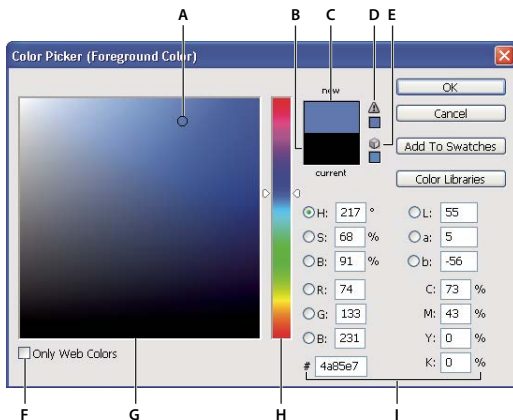 A B C D E
Color Picker (Foreground Color)
new
current
OK
Cancel
Add To Swatches
Color Libraries
H: 217 °
S: 68 %
B: 91 %
R: 74
G: 133
B: 231
# 4a85e7
L: 55
a: 5
b: -56
C: 73 %
M: 43 %
Y: 0 %
K: 0 %
Only Web Colors
F G H I